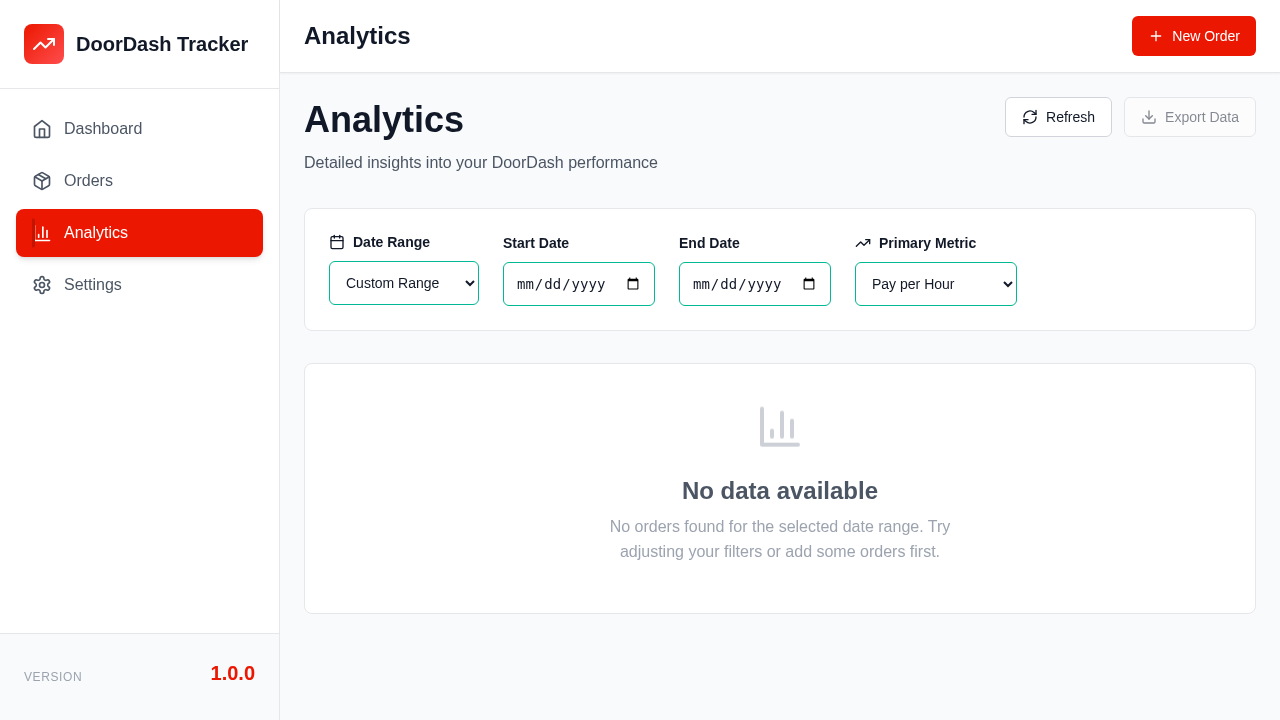 DoorDash Tracker
Dashboard
Orders
Analytics
Settings
VERSION 1.0.0
Analytics
New Order
Analytics
Refresh
Export Data
Detailed insights into your DoorDash performance
Date Range
Start Date
End Date
Primary Metric
Custom Range
mm/dd/yyyy
mm/dd/yyyy
Pay per Hour
No data available
No orders found for the selected date range. Try
adjusting your filters or add some orders first.